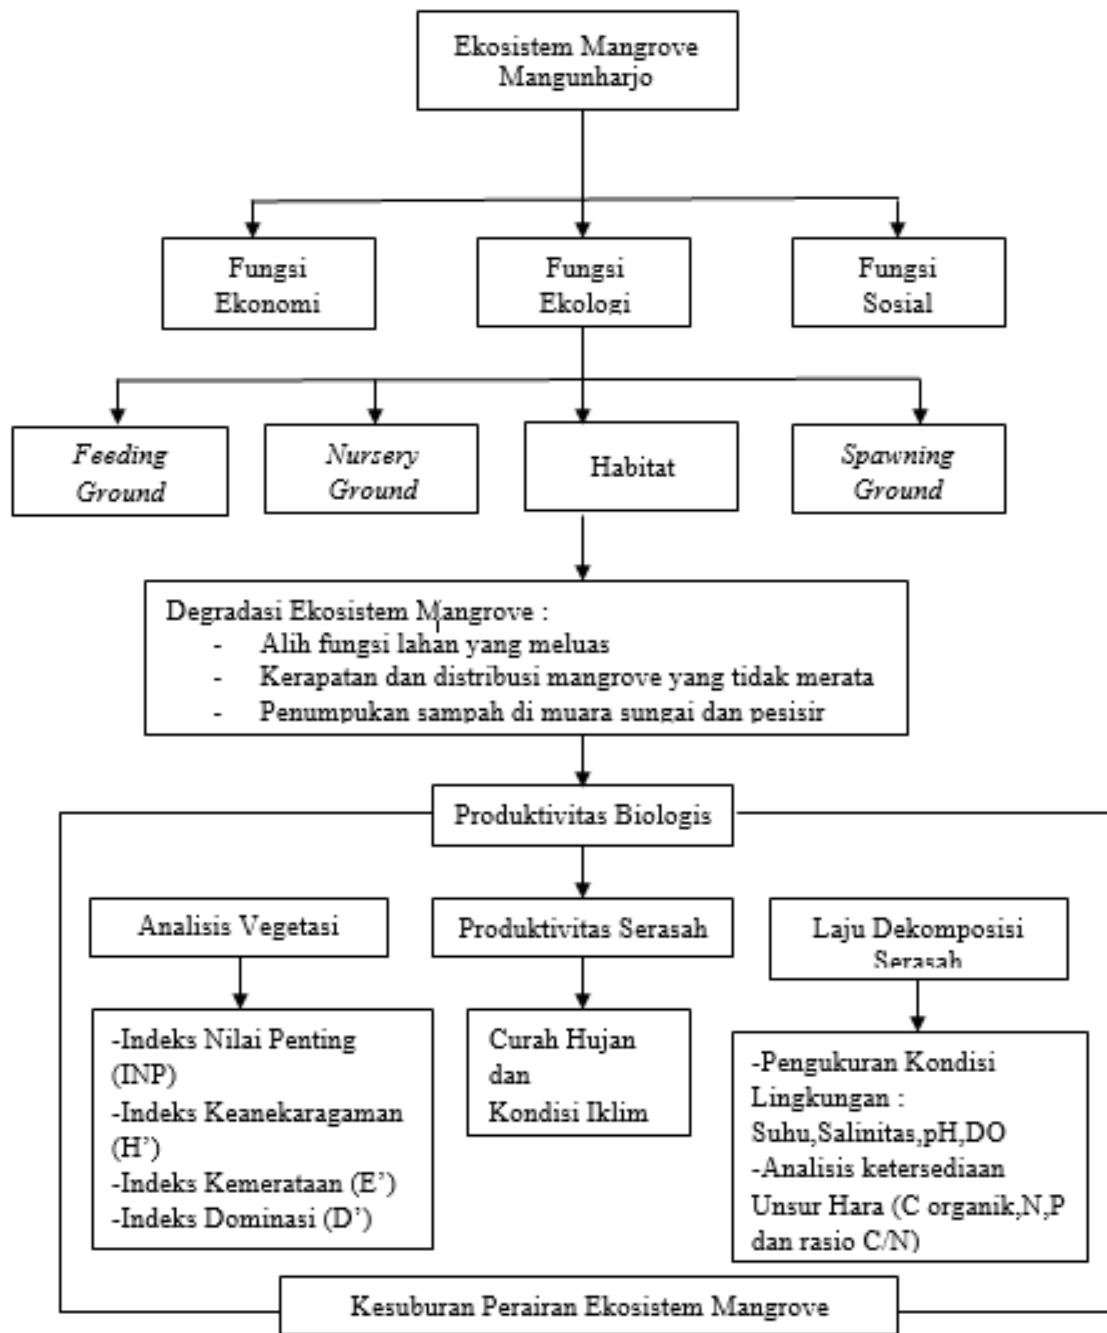 Ekosistem Mangrove
Mangunharjo
Fungsi
Ekonomi
Fungsi
Ekologi
Fungsi
Sosial
Feeding
Ground
Nursery
Ground
Habitat
Spawning
Ground
Degradasi Ekosistem Mangrove :
- Alih fungsi lahan yang meluas
- Kerapatan dan distribusi mangrove yang tidak merata
- Penumpukan sampah di muara sungai dan pesisir
Produktivitas Biologis
Analisis Vegetasi
Produktivitas Serasah
Laju Dekomposisi
Serasah
-Indeks Nilai Penting
(INP)
-Indeks Keanekaragaman
(H’)
-Indeks Kemerataan (E’)
-Indeks Dominasi (D’)
Curah Hujan
dan
Kondisi Iklim
-Pengukuran Kondisi
Lingkungan :
Suhu,Salinitas,pH,DO
-Analisis ketersediaan
Unsur Hara (C organik,N,P
dan rasio C/N)
Kesuburan Perairan Ekosistem Mangrove